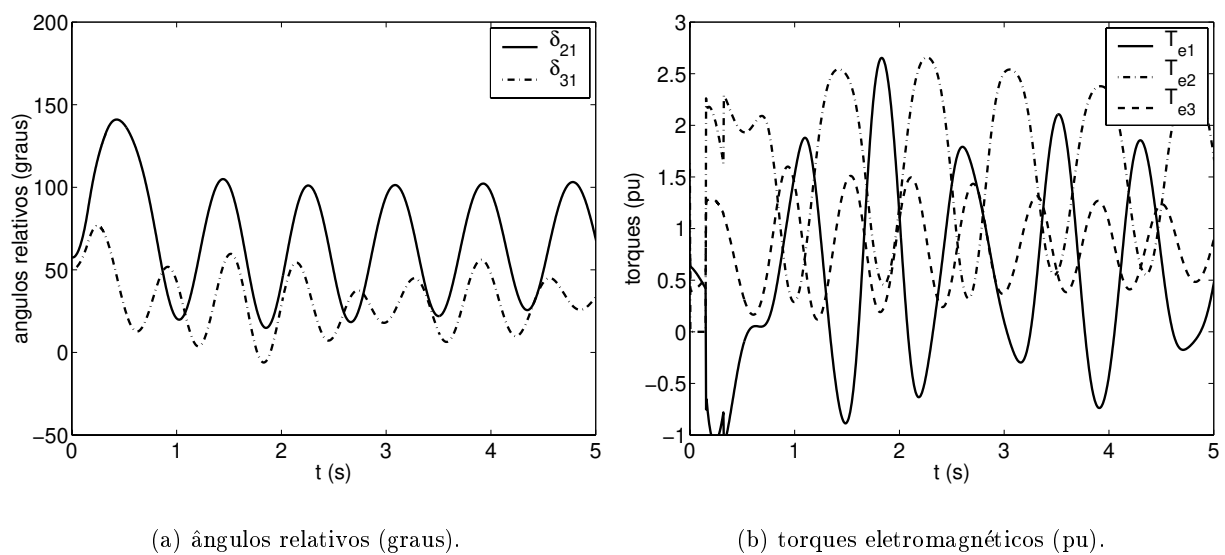 200
150
100
50
0
−50
ângulos relativos (graus)
0 1 2 3 4 5
t (s)
δ21
δ31
(a) ângulos relativos (graus).
3
2.5
2
1.5
1
0.5
0
−0.5
−1
torques (pu)
0 1 2 3 4 5
t (s)
Te1
Te2
Te3
(b) torques eletromagnéticos (pu).